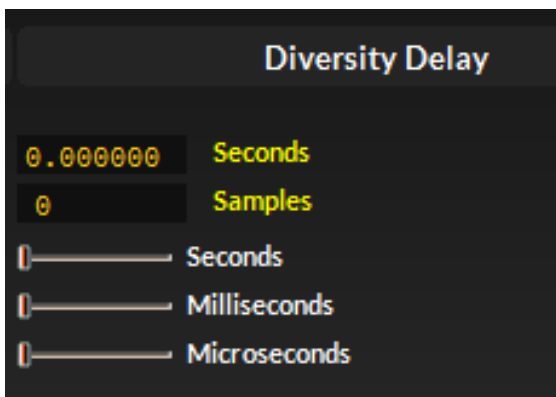 Diversity Delay
0.000000 Seconds
0 Samples
Seconds
Milliseconds
Microseconds